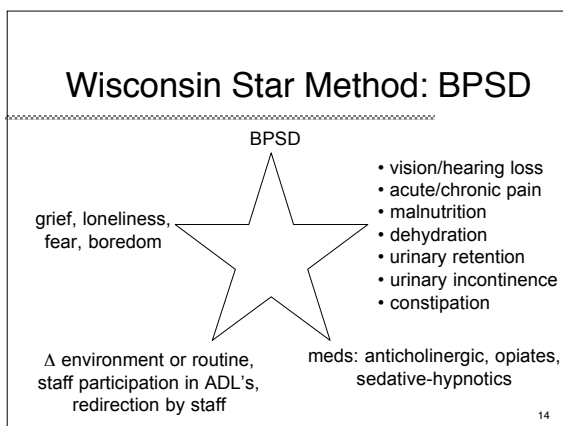 Wisconsin Star Method: BPSD
BPSD
grief, loneliness,
fear, boredom
• vision/hearing loss
• acute/chronic pain
• malnutrition
• dehydration
• urinary retention
• urinary incontinence
• constipation
Δ environment or routine,
staff participation in ADL's,
redirection by staff
meds: anticholinergic, opiates,
sedative-hypnotics
14